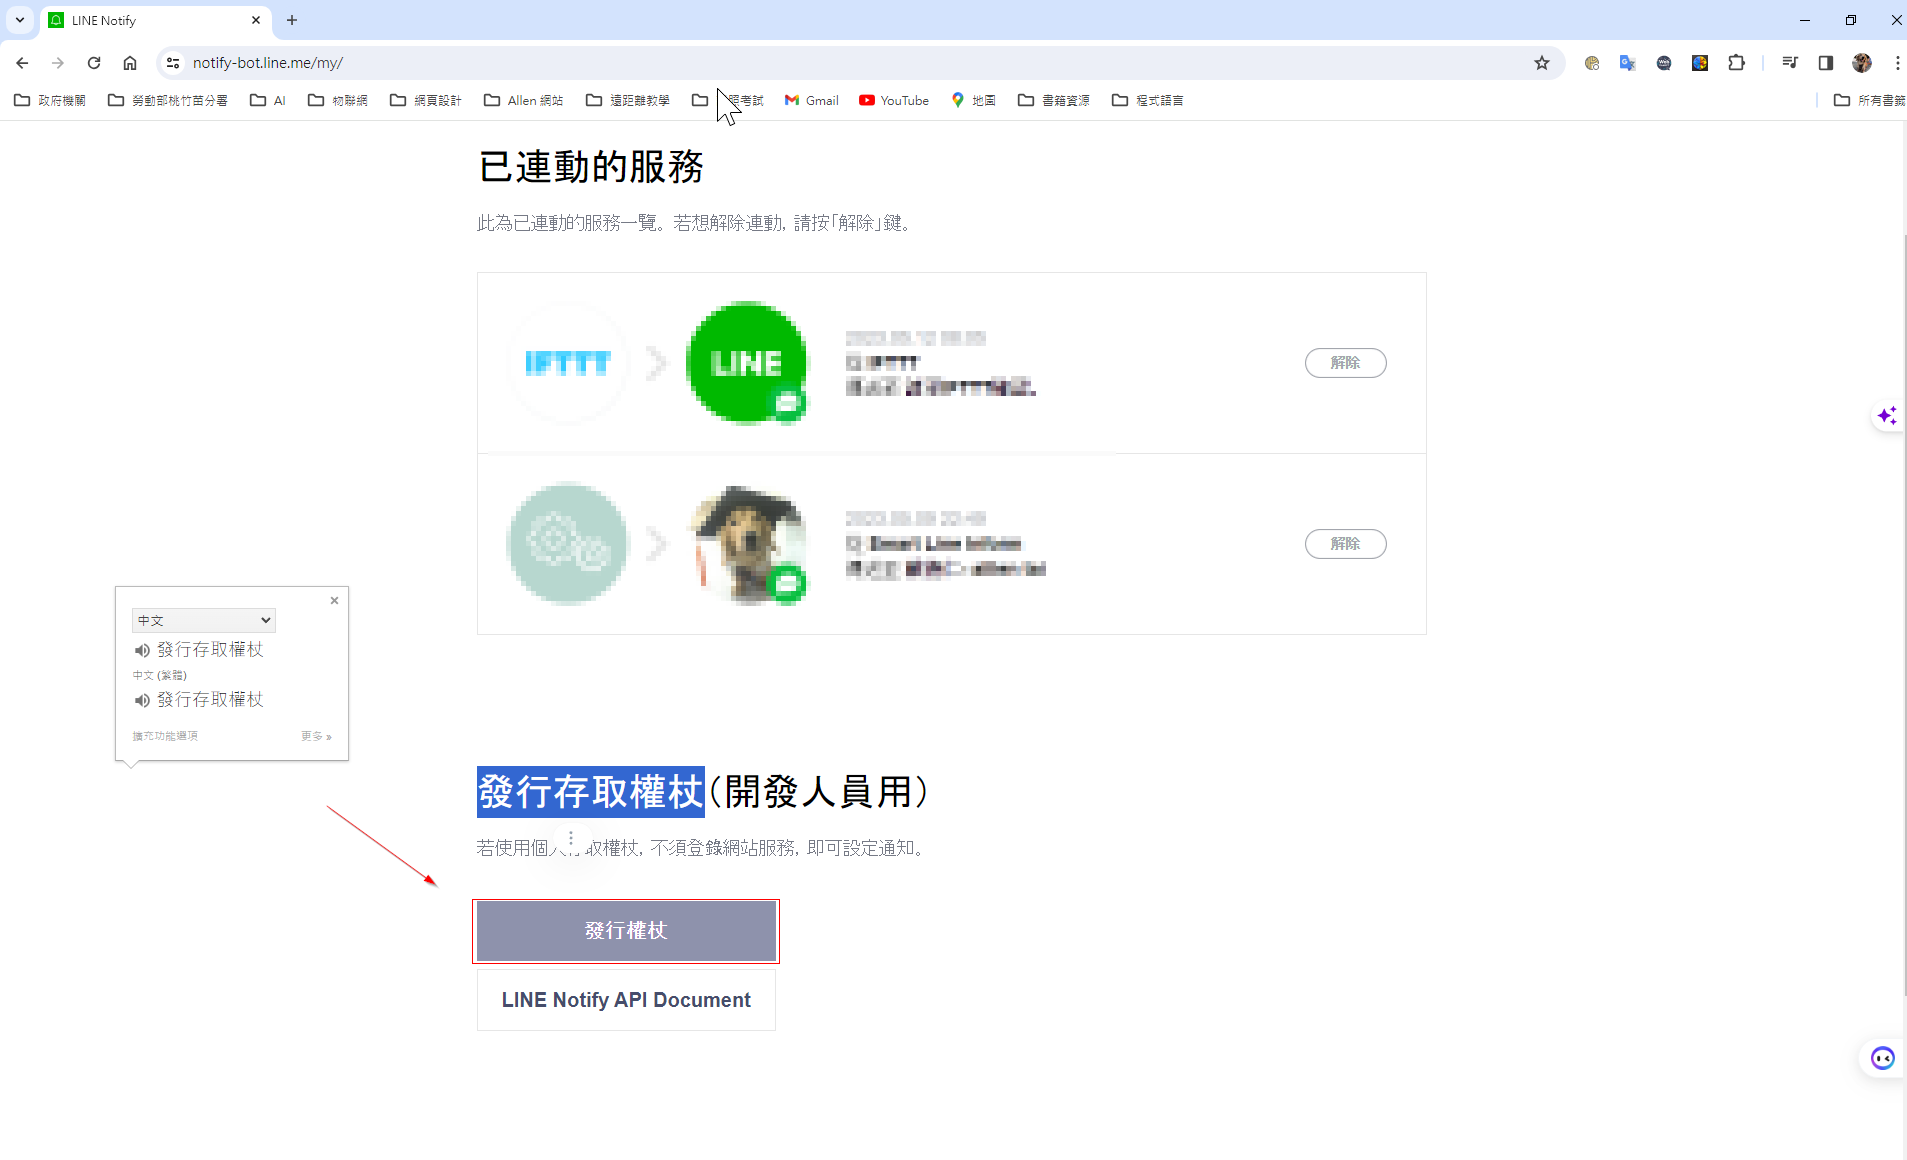 LINE Notify
notify-bot.line.me/my/
政府機關
勞動部桃竹苗分署
AI
物聯網
網頁設計
Allen 網站
遠距離教學
照考試
Gmail
YouTube
地圖
書籍資源
程式語言
所有書籤
已連動的服務
此為已連動的服務一覽。若想解除連動, 請按「解除」鍵。
IFTTT
LINE
IFTTT
解除
解除
中文
發行存取權杖
中文 (繁體)
發行存取權杖
擴充功能選項
更多 »
發行存取權杖(開發人員用)
若使用個人存取權杖, 不須登錄網站服務, 即可設定通知。
發行權杖
LINE Notify API Document